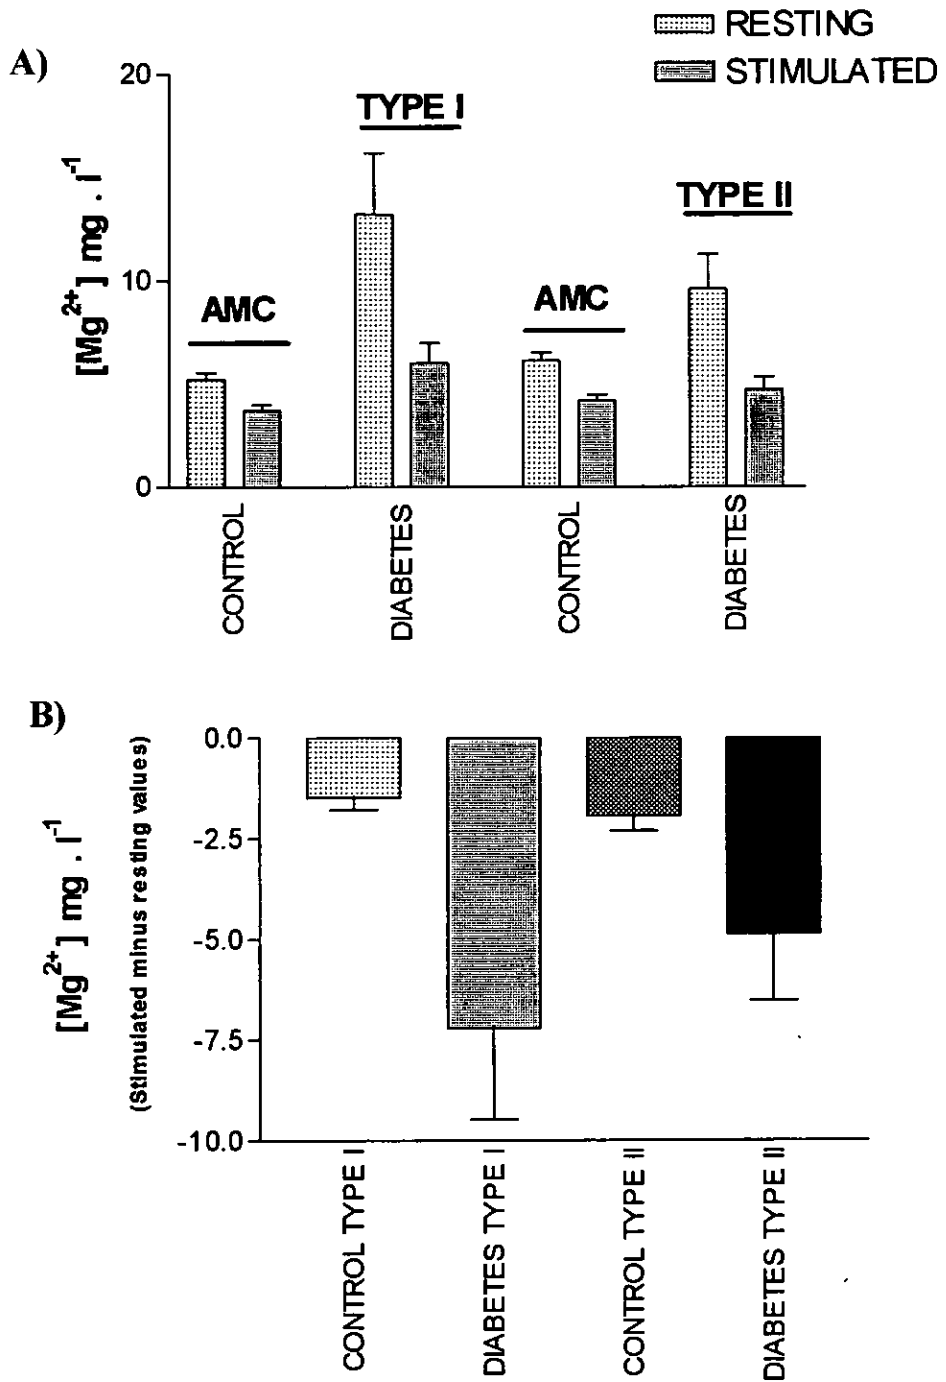 RESTING
STIMULATED
A)
[Mg²⁺] mg . l⁻¹
20
10
0
AMC
TYPE I
AMC
TYPE II
CONTROL
DIABETES
CONTROL
DIABETES
B)
[Mg²⁺] mg . l⁻¹
(Stimulated minus resting values)
0.0
-2.5
-5.0
-7.5
-10.0
CONTROL TYPE I
DIABETES TYPE I
CONTROL TYPE II
DIABETES TYPE II